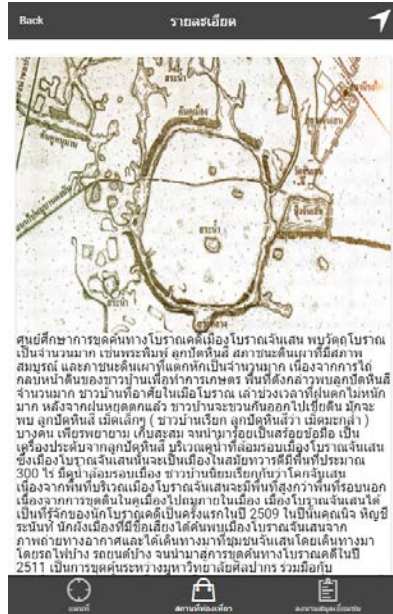 Back
รายละเอียด
สระน้ำ
คันคูเมือง
สระน้ำ
สระน้ำ
ศูนย์ศึกษาการขุดค้นทางโบราณคดีเมืองโบราณจันเสน พบวัตถุโบราณ
เป็นจำนวนมาก เช่นพระพิมพ์ ลูกปัดหินสี สภาชนะดินเผาที่มีสภาพ
สมบูรณ์ และภาชนะดินเผาที่แตกหักเป็นจำนวนมาก เนื่องจากการไถ่
กลบหน้าดินของชาวบ้านเพื่อทำการเกษตร พื้นที่ดังกล่าวพบลูกปัดหินสี
จำนวนมาก ชาวบ้านที่อาศัยในเมือโบราณ เล่าช่วงเวลาที่ฝนตกไม่หนัก
มาก หลังจากฝนหยุดตกแล้ว ชาวบ้านจะชวนกันออกไปเขี่ยดิน มักจะ
พบ ลูกปัดหินสี เม็ดเล็กๆ ( ชาวบ้านเรียก ลูกปัดหินสีว่า เม็ดมะกล่ำ )
บางคน เพียรพยายาม เก็บสะสม จนนำมาร้อยเป็นสร้อยข้อมือ เป็น
เครื่องประดับจากลูกปัดหินสี บริเวณคูน้ำที่ล้อมรอบเมืองโบราณจันเสน
ซึ่งเมืองโบราณจันเสนนั้นจะเป็นเมืองในสมัยทวารดีมีพื้นที่ประมาณ
300 ไร่ มีคูน้ำล้อมรอบเมือง ชาวบ้านนิยมเรียกกันว่าโคกจันเสน
เนื่องจากพื้นที่บริเวณเมืองโบราณจันเสนจะมีพื้นที่สูงกว่าพื้นที่รอบนอก
เนื่องจากการขุดดินในคูเมืองไปถมภายในเมือง เมืองโบราณจันเสนได้
เป็นที่รู้จักของนักโบราณคดีเป็นครั้งแรกในปี 2509 ในปีนั้นคุณนิจ หิญชี
ระนันท์ นักผังเมืองที่มีชื่อเสียงได้ค้นพบเมืองโบราณจันเสนจาก
ภาพถ่ายทางอากาศและได้เดินทางมาที่ชุมชนจันเสนโดยเดินทางมา
โดยรถไฟบ้าง รถยนต์บ้าง จนนำมาสู่การขุดค้นทางโบราณคดีในปี
2511 เป็นการขุดค้นระหว่างมหาวิทยาลัยศิลปากร ร่วมมือกับ
แผนที่
สถานที่ท่องเที่ยว